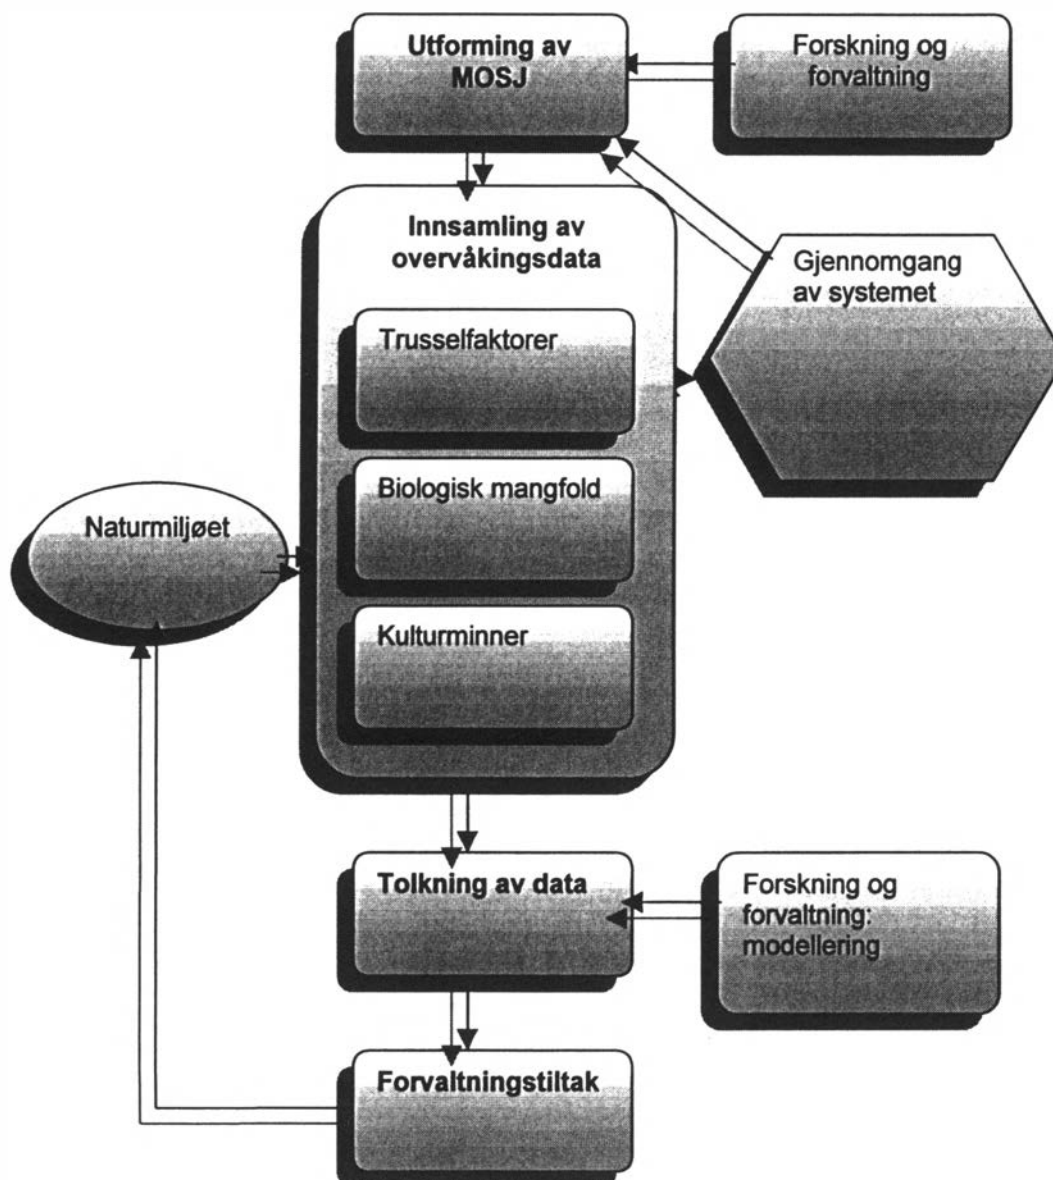 Utforming av
MOSJ
Forskning og
forvaltning
Innsamling av
overvåkingsdata
Gjennomgang
av systemet
Trusselfaktorer
Biologisk mangfold
Naturmiljøet
Kulturminner
Tolkning av data
Forskning og
forvaltning:
modellering
Forvaltningstiltak